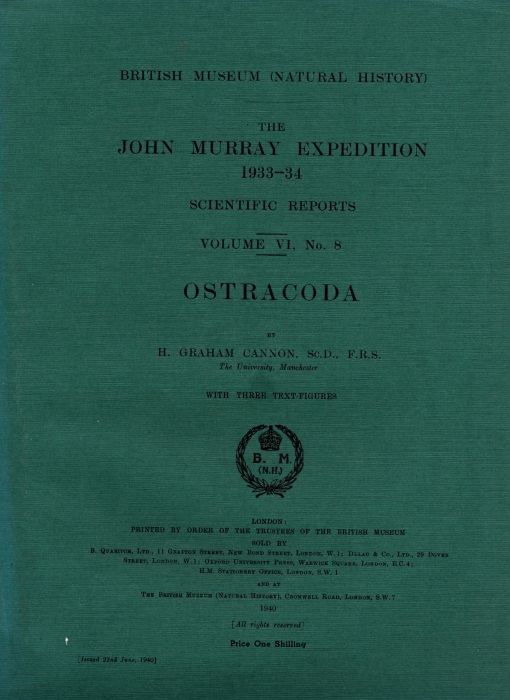 BRITISH MUSEUM (NATURAL HISTORY)
THE
JOHN MURRAY EXPEDITION
1933-34
SCIENTIFIC REPORTS
VOLUME VI, No. 8
OSTRACODA
BY
H. GRAHAM CANNON, Sc.D., F.R.S.
The University, Manchester
WITH THREE TEXT-FIGURES
B. M.
(N.H.)
LONDON:
PRINTED BY ORDER OF THE TRUSTEES OF THE BRITISH MUSEUM
SOLD BY
B. Quaritch, Ltd., 11 Grafton Street, New Bond Street, London, W.1; Dulau & Co., Ltd., 29 Dover
Street, London, W.1; Oxford University Press, Warwick Square, London, E.C.4;
H.M. Stationery Office, London, S.W.1
AND AT
The British Museum (Natural History), Cromwell Road, London, S.W.7
1940
[All rights reserved]
Price One Shilling
[Issued 22nd June, 1940]